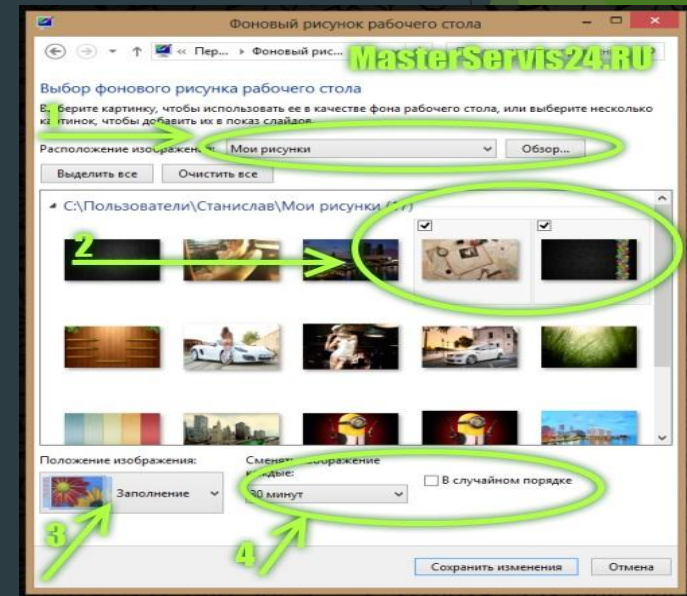 Фоновый рисунок рабочего стола
« Пер... ▸ Фоновый рис...
MasterServis24.RU
Выбор фонового рисунка рабочего стола
Выберите картинку, чтобы использовать ее в качестве фона рабочего стола, или выберите несколько
картинок, чтобы добавить их в показ слайдов.
1
Расположение изображения: Мои рисунки Обзор...
Выделить все Очистить все
С:\Пользователи\Станислав\Мои рисунки (17)
2
Положение изображения: Сменять изображение
каждые:
Заполнение 30 минут В случайном порядке
3
4
Сохранить изменения Отмена